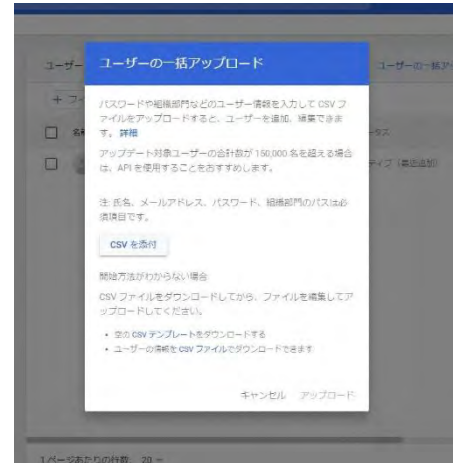 ユーザーの一括アップロード
パスワードや組織部門などのユーザー情報を入力して CSV フ
ァイルをアップロードすると、ユーザーを追加、編集できま
す。詳細
アップデート対象ユーザーの合計数が 150,000 名を超える場合
は、API を使用することをおすすめします。
注: 氏名、メールアドレス、パスワード、組織部門のパスは必
須項目です。
CSV を添付
開始方法がわからない場合
CSV ファイルをダウンロードしてから、ファイルを編集してア
ップロードしてください。
• 空の CSV テンプレートをダウンロードする
• ユーザーの情報を CSV ファイルでダウンロードできます
キャンセル アップロード
1 ページあたりの行数: 20